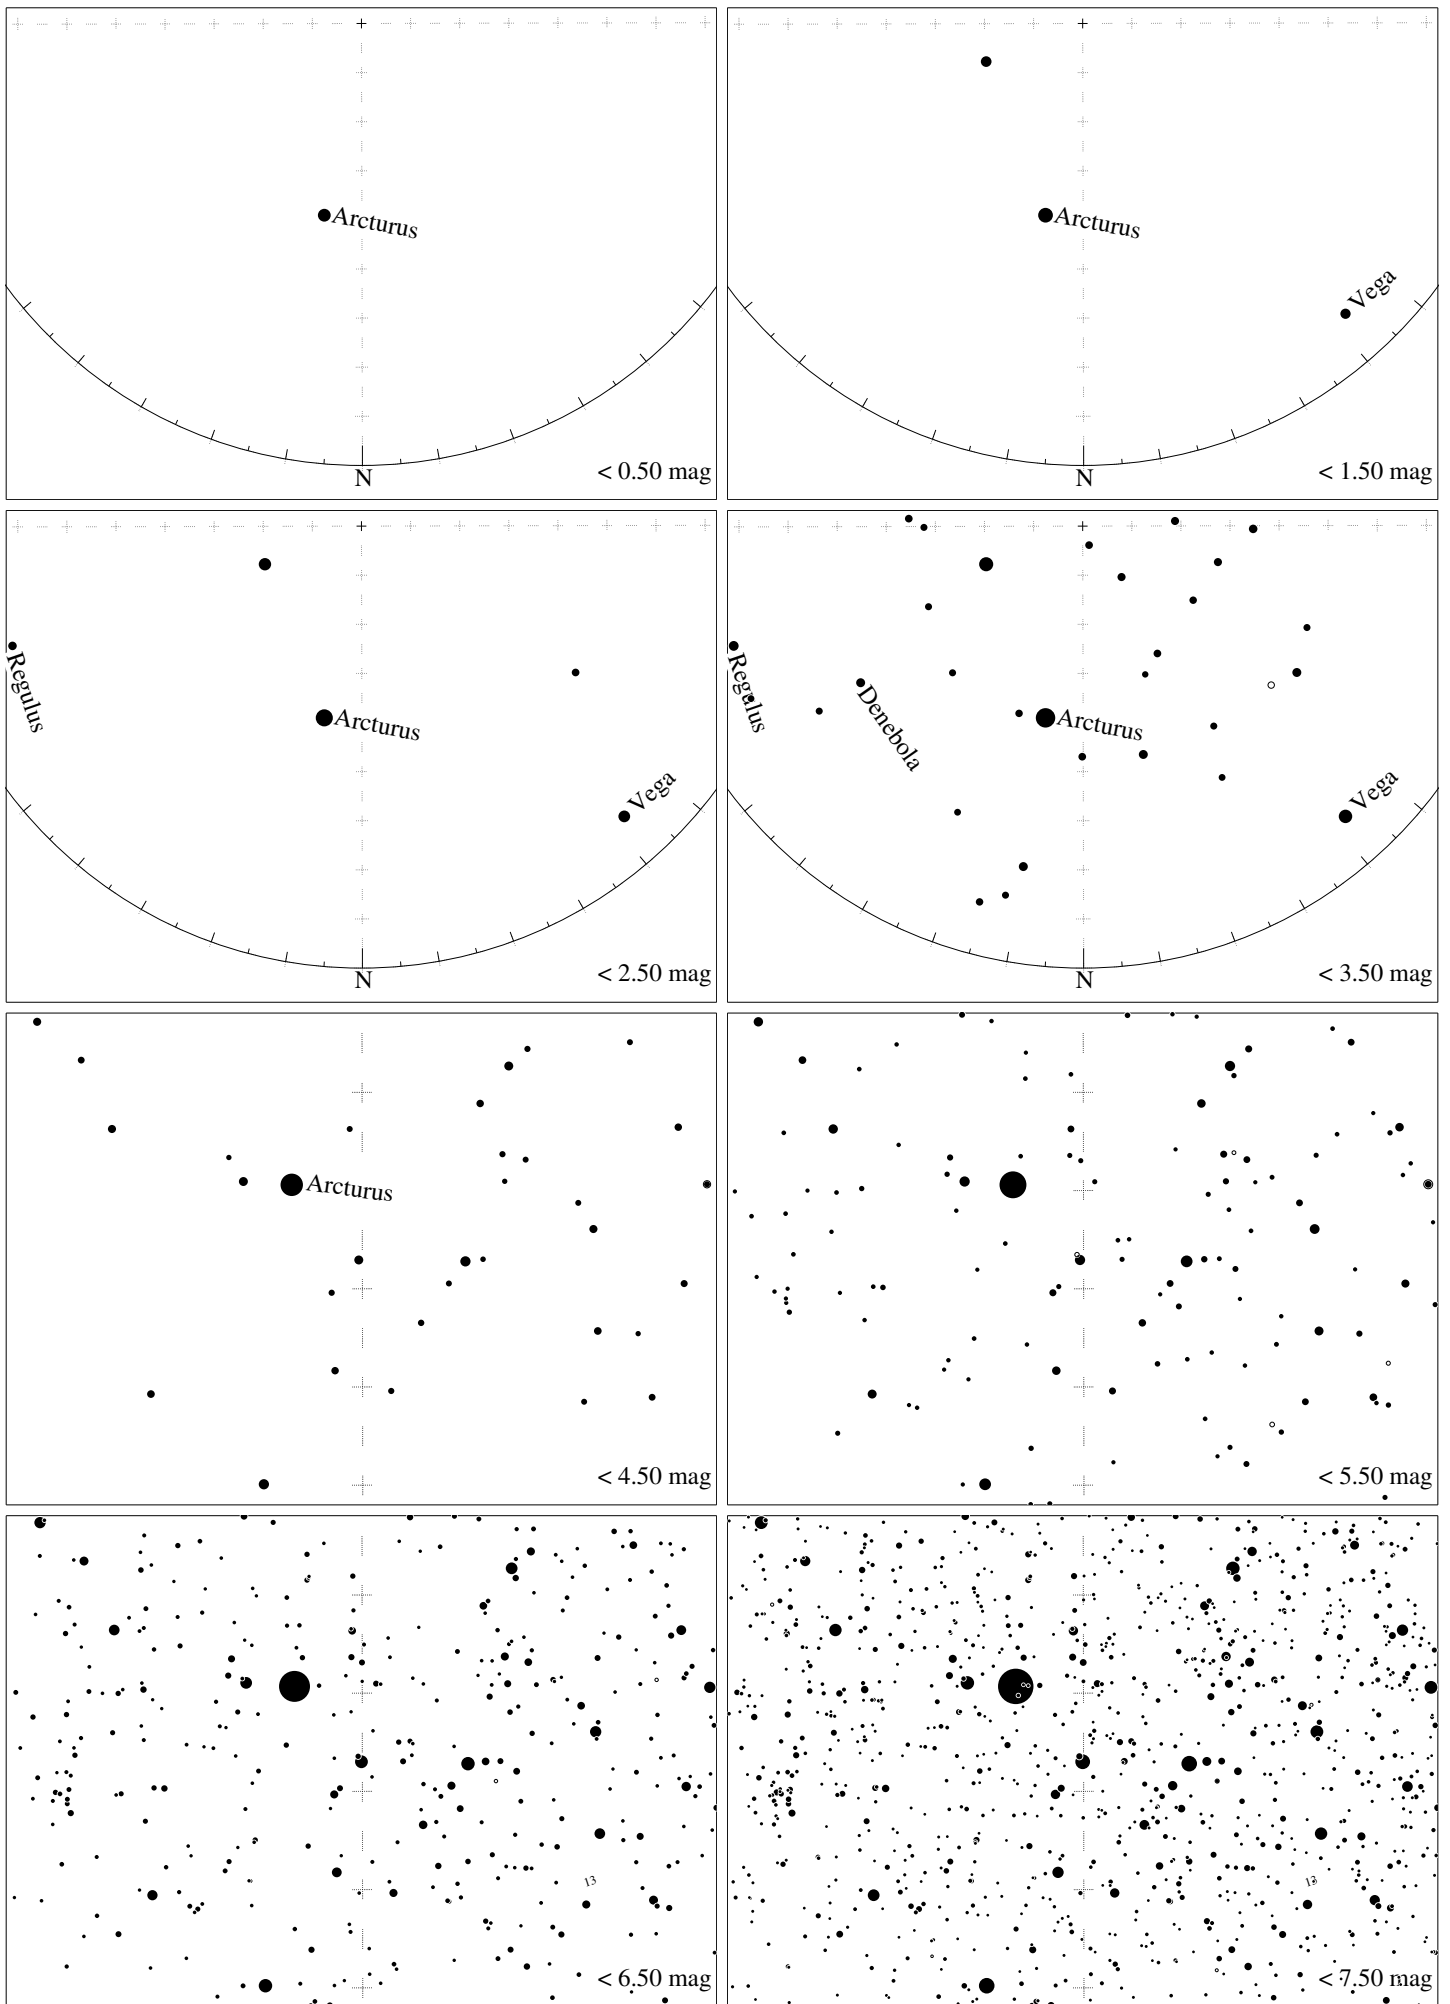 Arcturus
N
< 0.50 mag
Arcturus
Vega
N
< 1.50 mag
Regulus
Arcturus
Vega
N
< 2.50 mag
Regulus
Denebola
Arcturus
Vega
N
< 3.50 mag
Arcturus
< 4.50 mag
< 5.50 mag
13
< 6.50 mag
13
< 7.50 mag